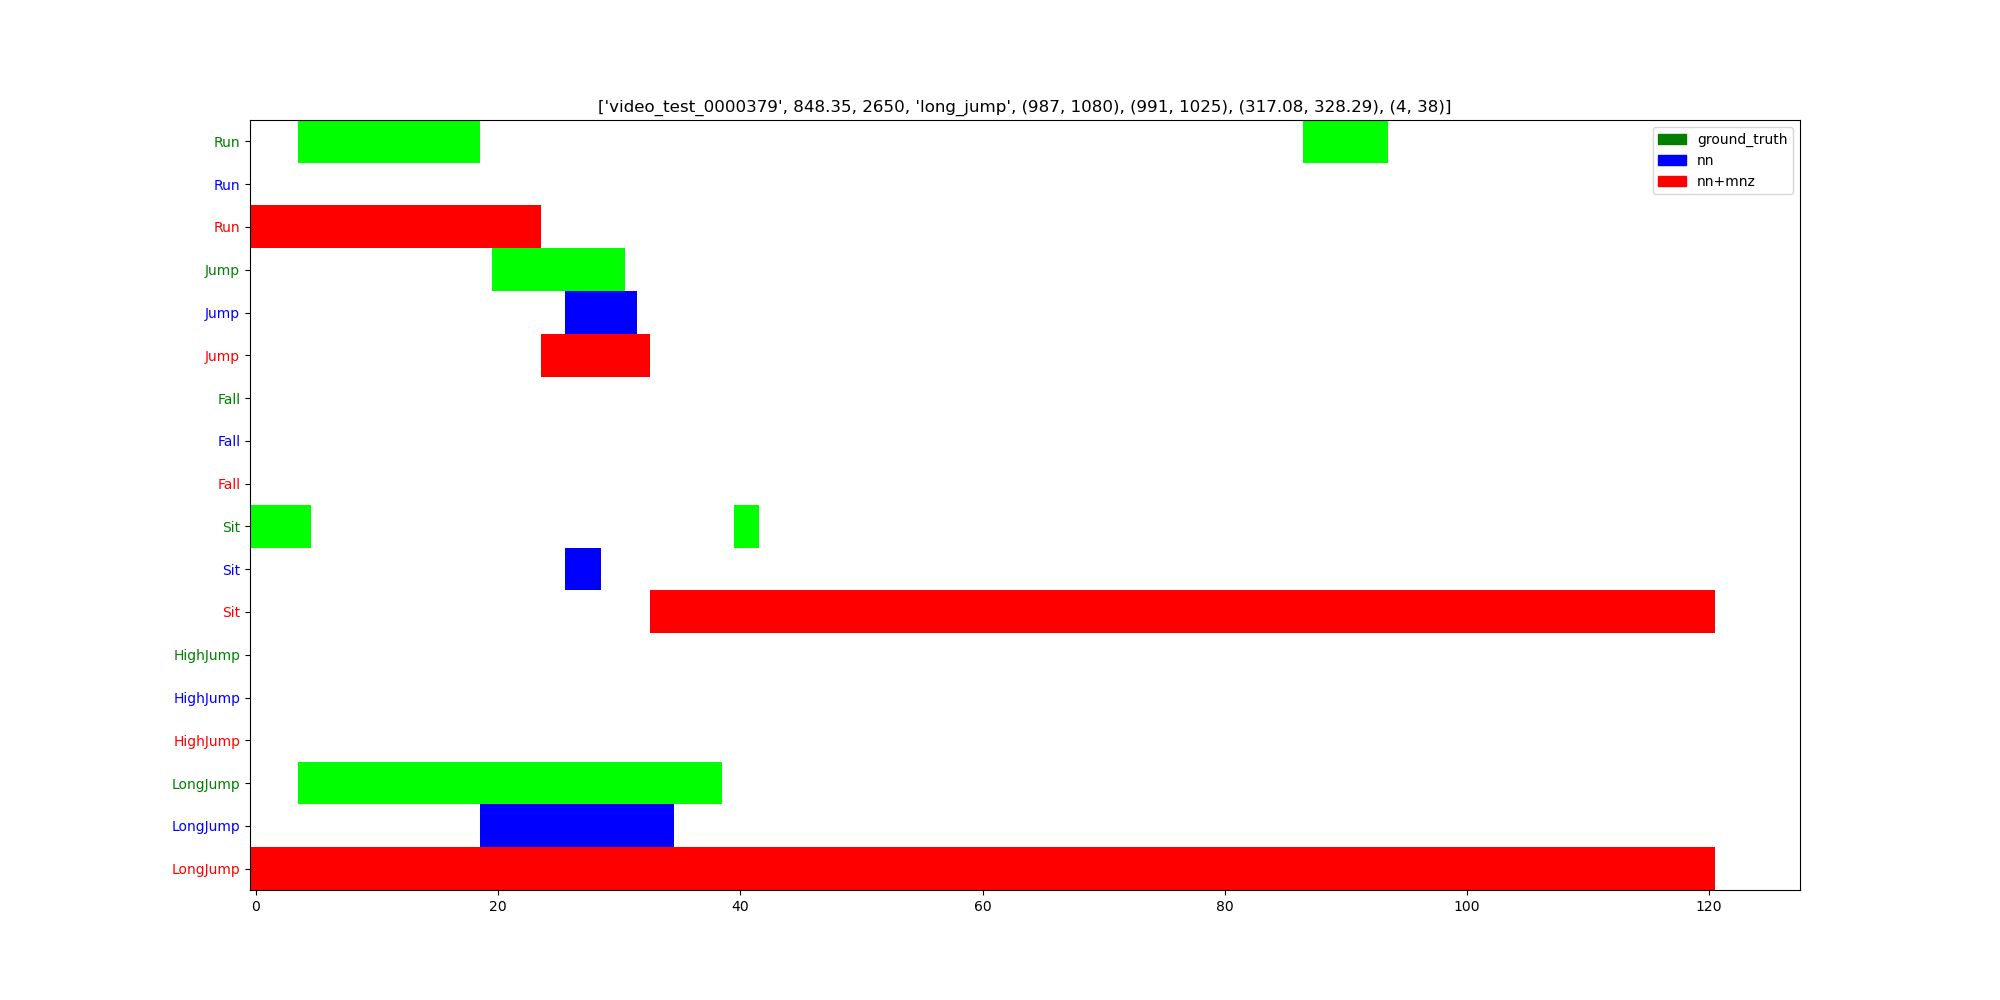 ['video_test_0000379', 848.35, 2650, 'long_jump', (987, 1080), (991, 1025), (317.08, 328.29), (4, 38)]
ground_truth
nn
nn+mnz
Run
Run
Run
Jump
Jump
Jump
Fall
Fall
Fall
Sit
Sit
Sit
HighJump
HighJump
HighJump
LongJump
LongJump
LongJump
0 20 40 60 80 100 120